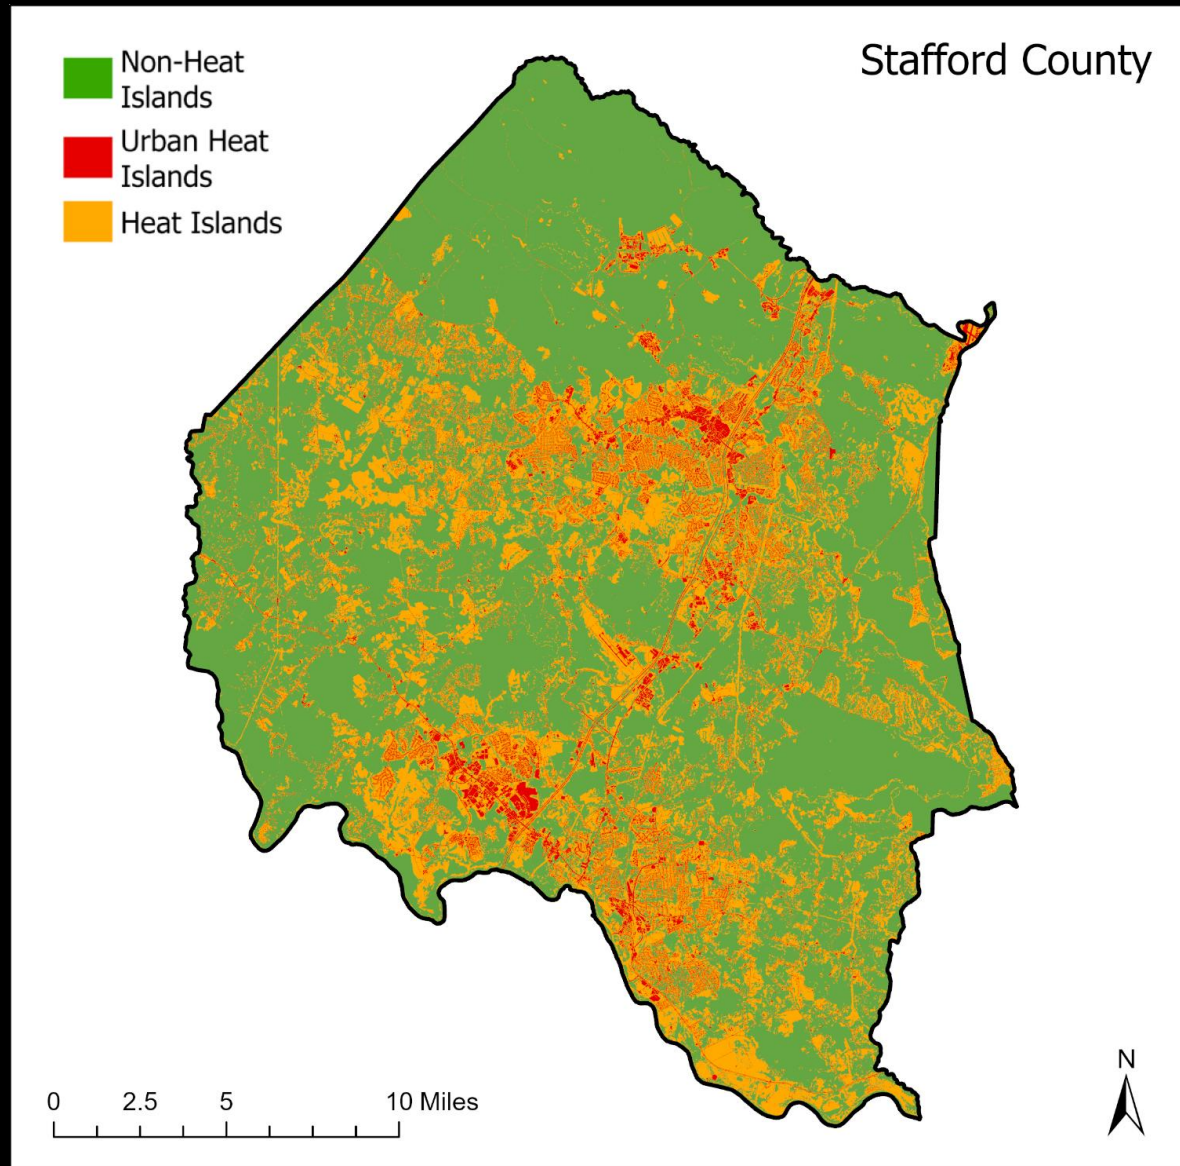 Stafford County
Non-Heat
Islands
Urban Heat
Islands
Heat Islands
0 2.5 5 10 Miles
N